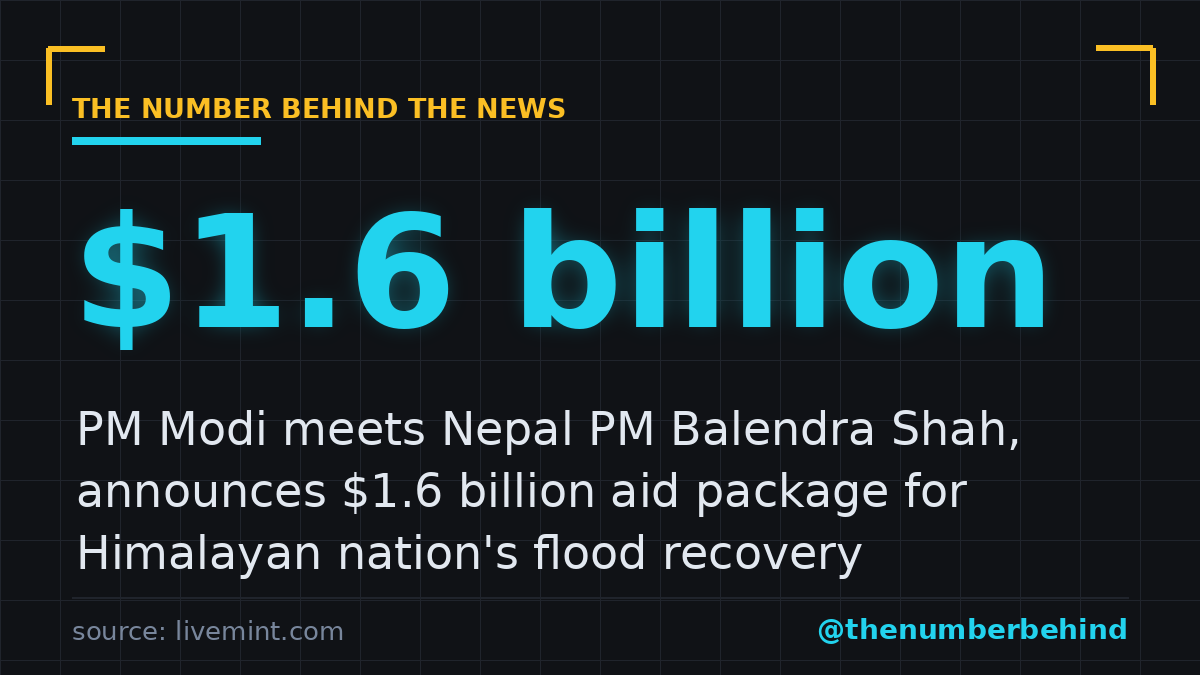 THE NUMBER BEHIND THE NEWS
$1.6 billion
PM Modi meets Nepal PM Balendra Shah,
announces $1.6 billion aid package for
Himalayan nation's flood recovery
source: livemint.com
@thenumberbehind